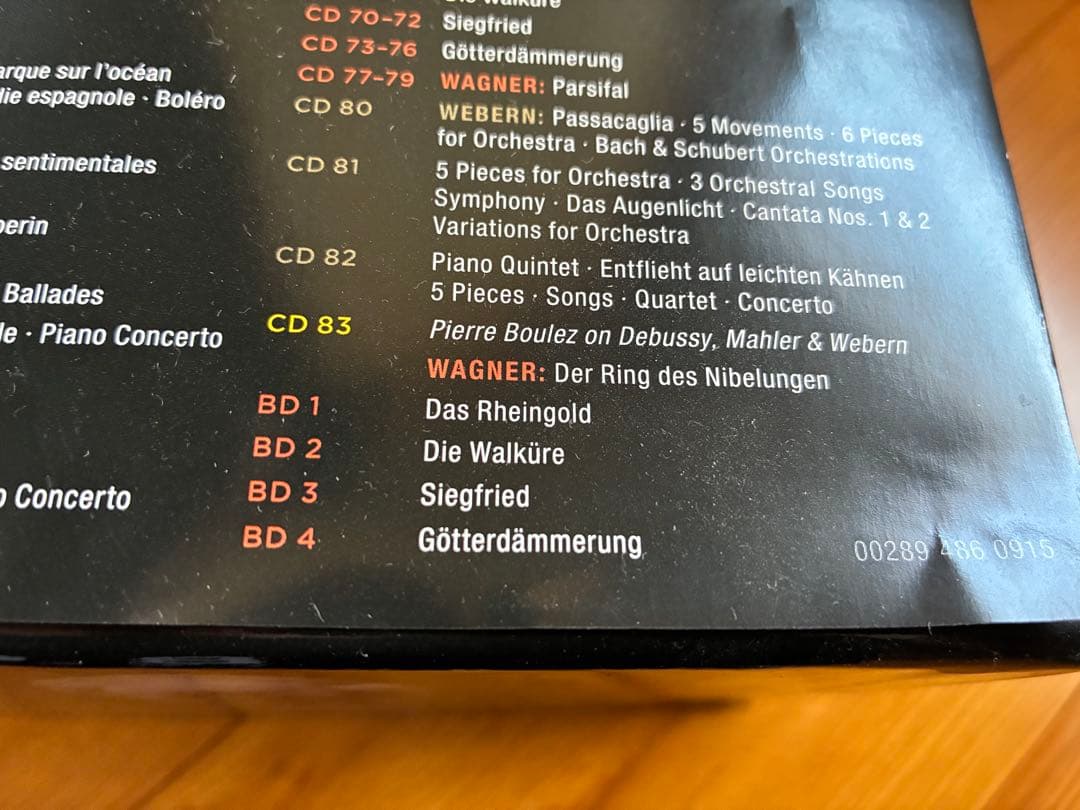 CD 70–72 Siegfried
CD 73–76 Götterdämmerung
CD 77–79 WAGNER: Parsifal
CD 80 WEBERN: Passacaglia · 5 Movements · 6 Pieces
for Orchestra · Bach & Schubert Orchestrations
CD 81 5 Pieces for Orchestra · 3 Orchestral Songs
Symphony · Das Augenlicht · Cantata Nos. 1 & 2
Variations for Orchestra
CD 82 Piano Quintet · Entflieht auf leichten Kähnen
5 Pieces · Songs · Quartet · Concerto
CD 83 Pierre Boulez on Debussy, Mahler & Webern
WAGNER: Der Ring des Nibelungen
BD 1 Das Rheingold
BD 2 Die Walküre
BD 3 Siegfried
BD 4 Götterdämmerung
sur l'océan
espagnole · Boléro
sentimentales
Ballades
· Piano Concerto
Concerto
00289 486 0915